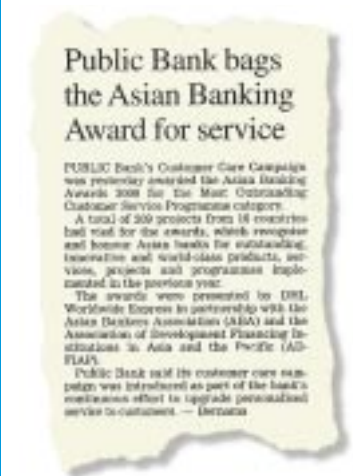 Public Bank bags
the Asian Banking
Award for service
PUBLIC Bank's Customer Care Campaign
was yesterday awarded the Asian Banking
Awards for the Most Outstanding
Customer Service Programme category.
A total of projects from countries
had vied for the awards, which recognise
and honour Asian banks for outstanding,
innovative and world-class products, ser-
vices, projects and programmes imple-
mented in the previous year.
The awards were presented by DHL
Worldwide Express in partnership with the
Asian Bankers Association (ABA) and the
Association of Development Financing In-
stitutions in Asia and the Pacific (AD-
FIAP).
Public Bank said its customer care cam-
paign was introduced as part of the bank's
continuous effort to upgrade personalised
service to customers. — Bernama